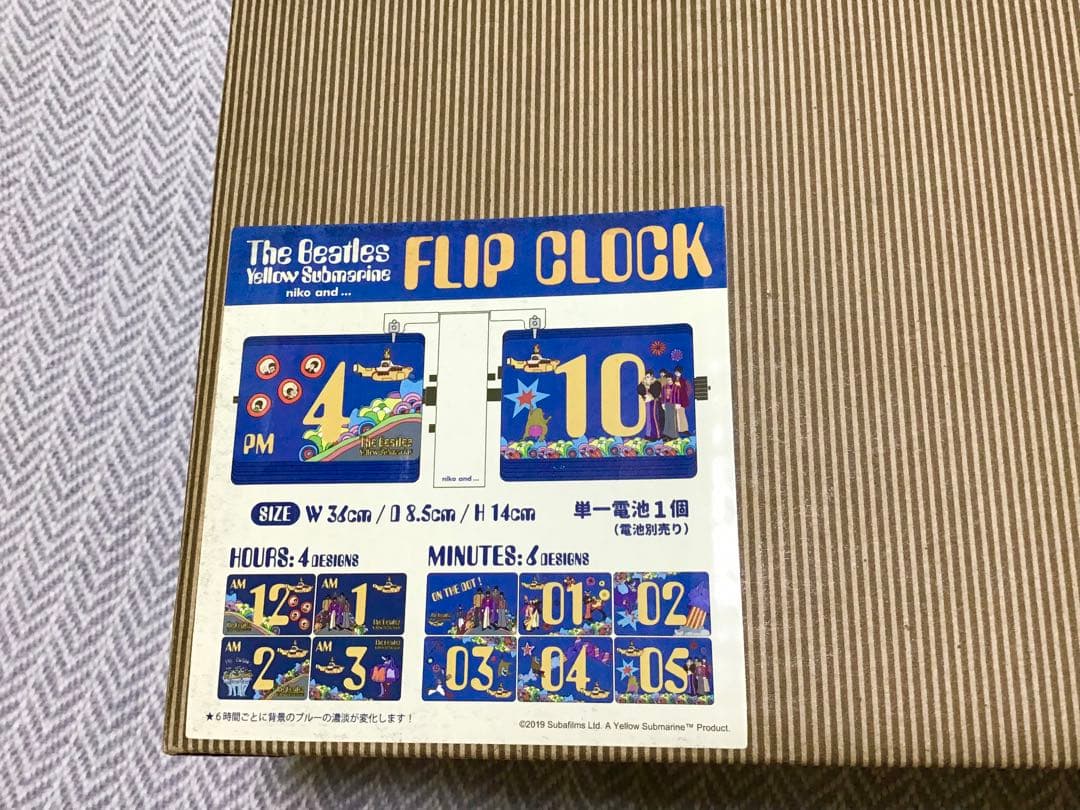 The Beatles
Yellow Submarine
niko and ...
FLIP CLOCK
4
PM
The Beatles
Yellow Submarine
10
niko and ...
SIZE W 36cm / D 8.5cm / H 14cm
単一電池1個
(電池別売り)
HOURS: 4 DESIGNS
MINUTES: 6 DESIGNS
AM 12
AM 1
ON THE DOT!
01
02
AM 2
AM 3
03
04
05
★6時間ごとに背景のブルーの濃淡が変化します!
©2019 Subafilms Ltd. A Yellow Submarine™ Product.